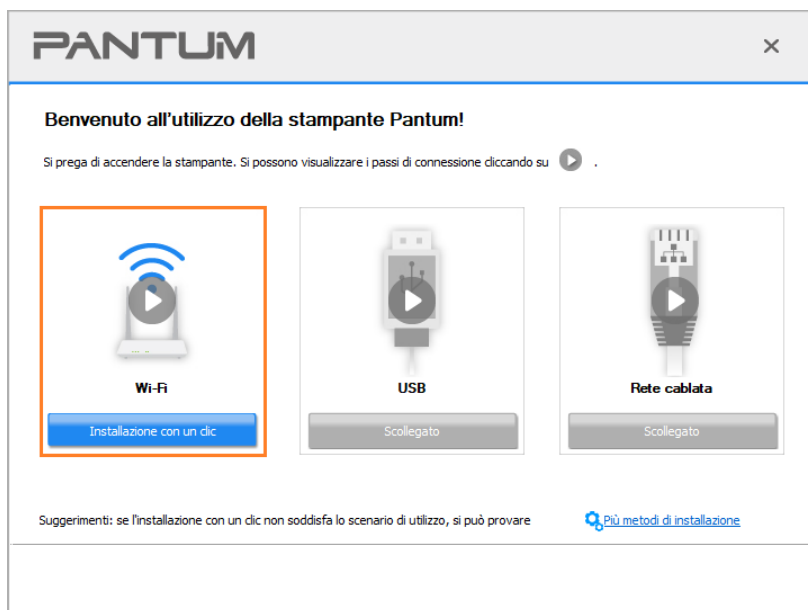 PANTUM
Benvenuto all'utilizzo della stampante Pantum!
Si prega di accendere la stampante. Si possono visualizzare i passi di connessione cliccando su .
Wi-Fi
USB
Rete cablata
Installazione con un clic
Scollegato
Scollegato
Suggerimenti: se l'installazione con un clic non soddisfa lo scenario di utilizzo, si può provare
Più metodi di installazione